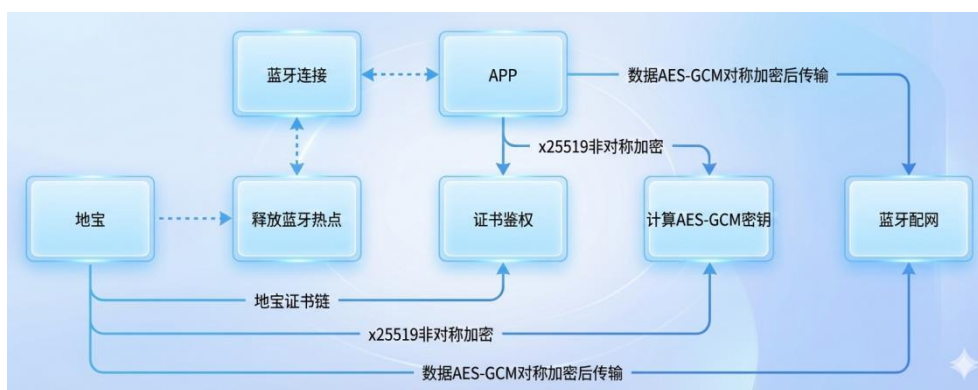 蓝牙连接
APP
数据AES-GCM对称加密后传输
x25519非对称加密
地宝
释放蓝牙热点
证书鉴权
计算AES-GCM密钥
蓝牙配网
地宝证书链
x25519非对称加密
数据AES-GCM对称加密后传输